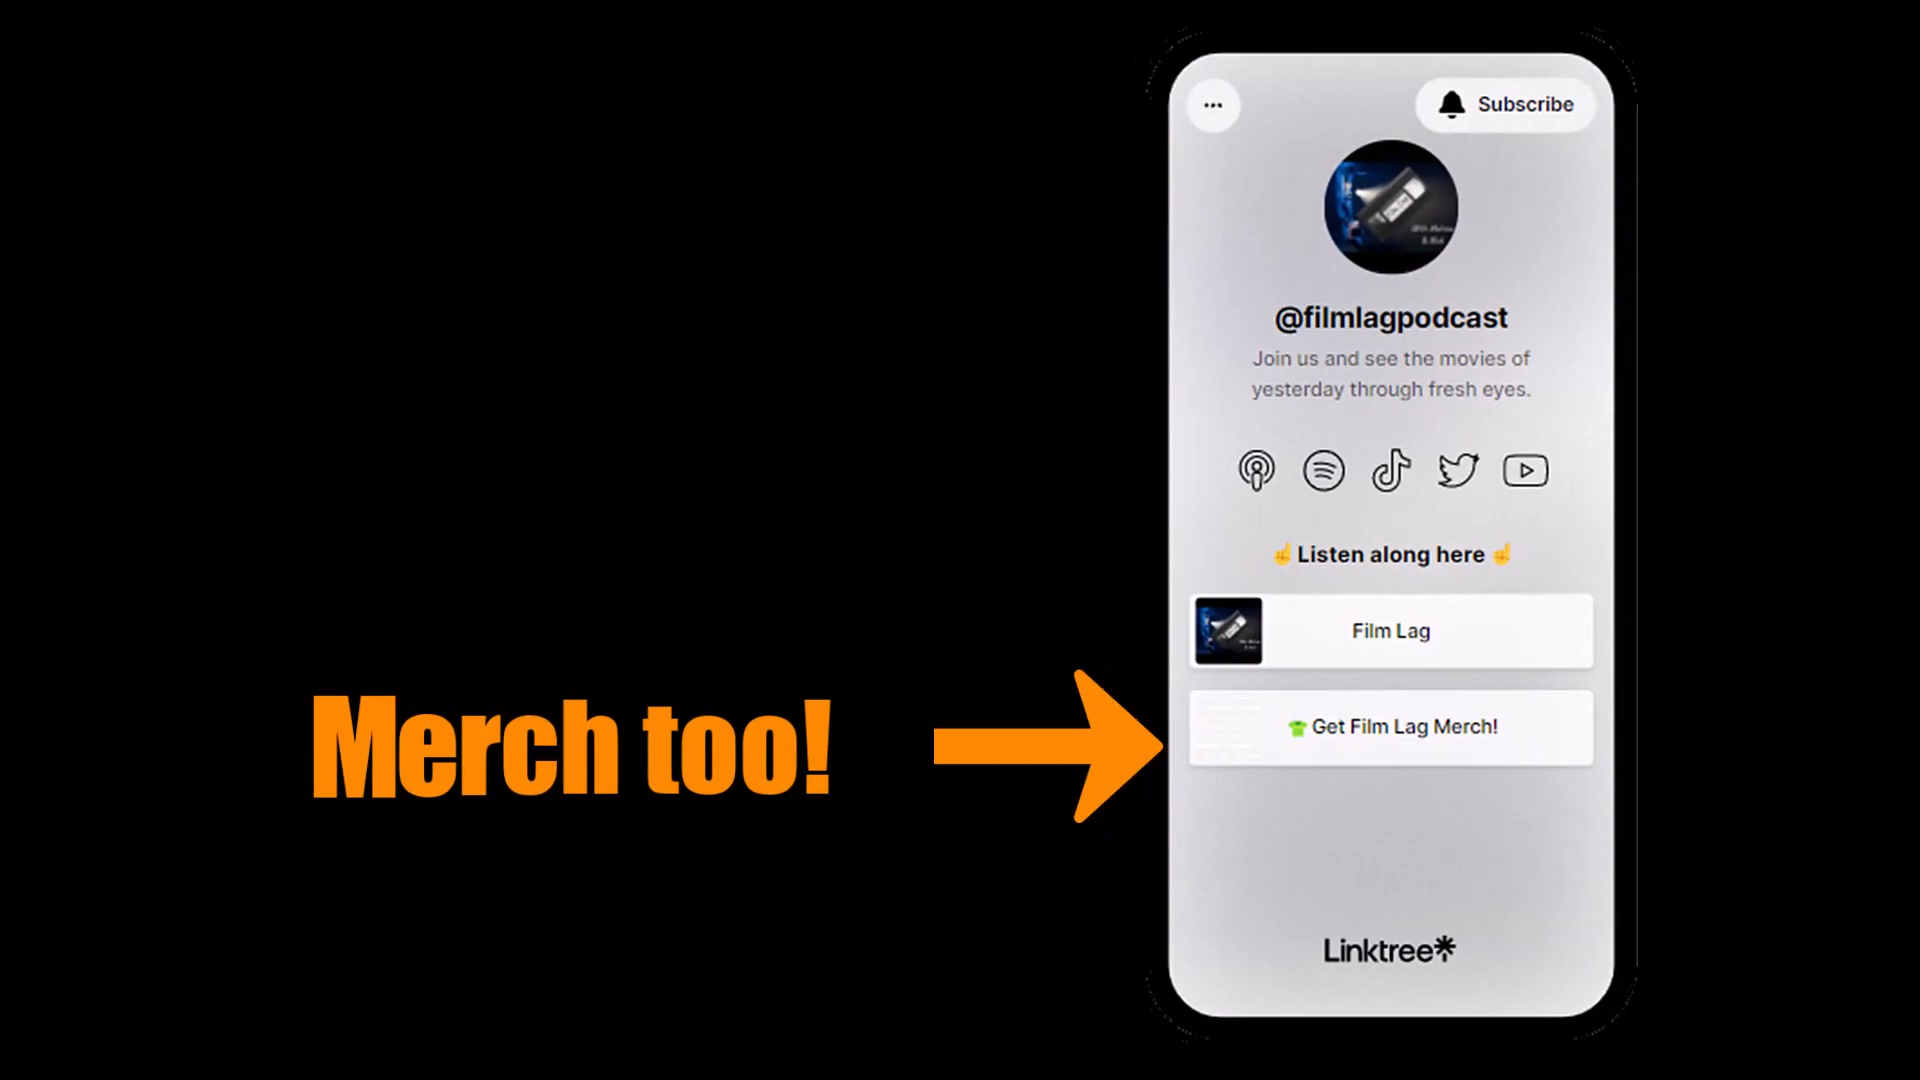 Subscribe
@filmlagpodcast
Join us and see the movies of
yesterday through fresh eyes.
☝Listen along here☝
Film Lag
Merch too!
👕Get Film Lag Merch!
Linktree